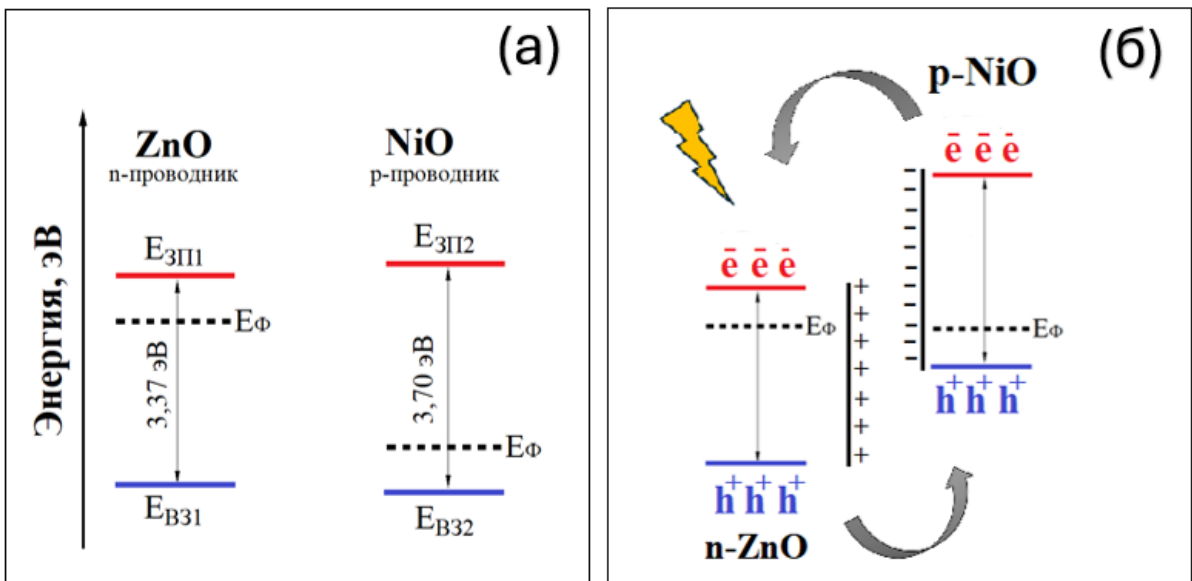 (а)
Энергия, эВ
ZnO
n-проводник
NiO
p-проводник
EЗП1
EЗП2
EФ
3,37 эВ
3,70 эВ
EФ
EВЗ1
EВЗ2
(б)
p-NiO
ē ē ē
ē ē ē
- - - - - - - - - - - - -
+ + + + + + +
EФ
EФ
h⁺ h⁺ h⁺
h⁺ h⁺ h⁺
n-ZnO